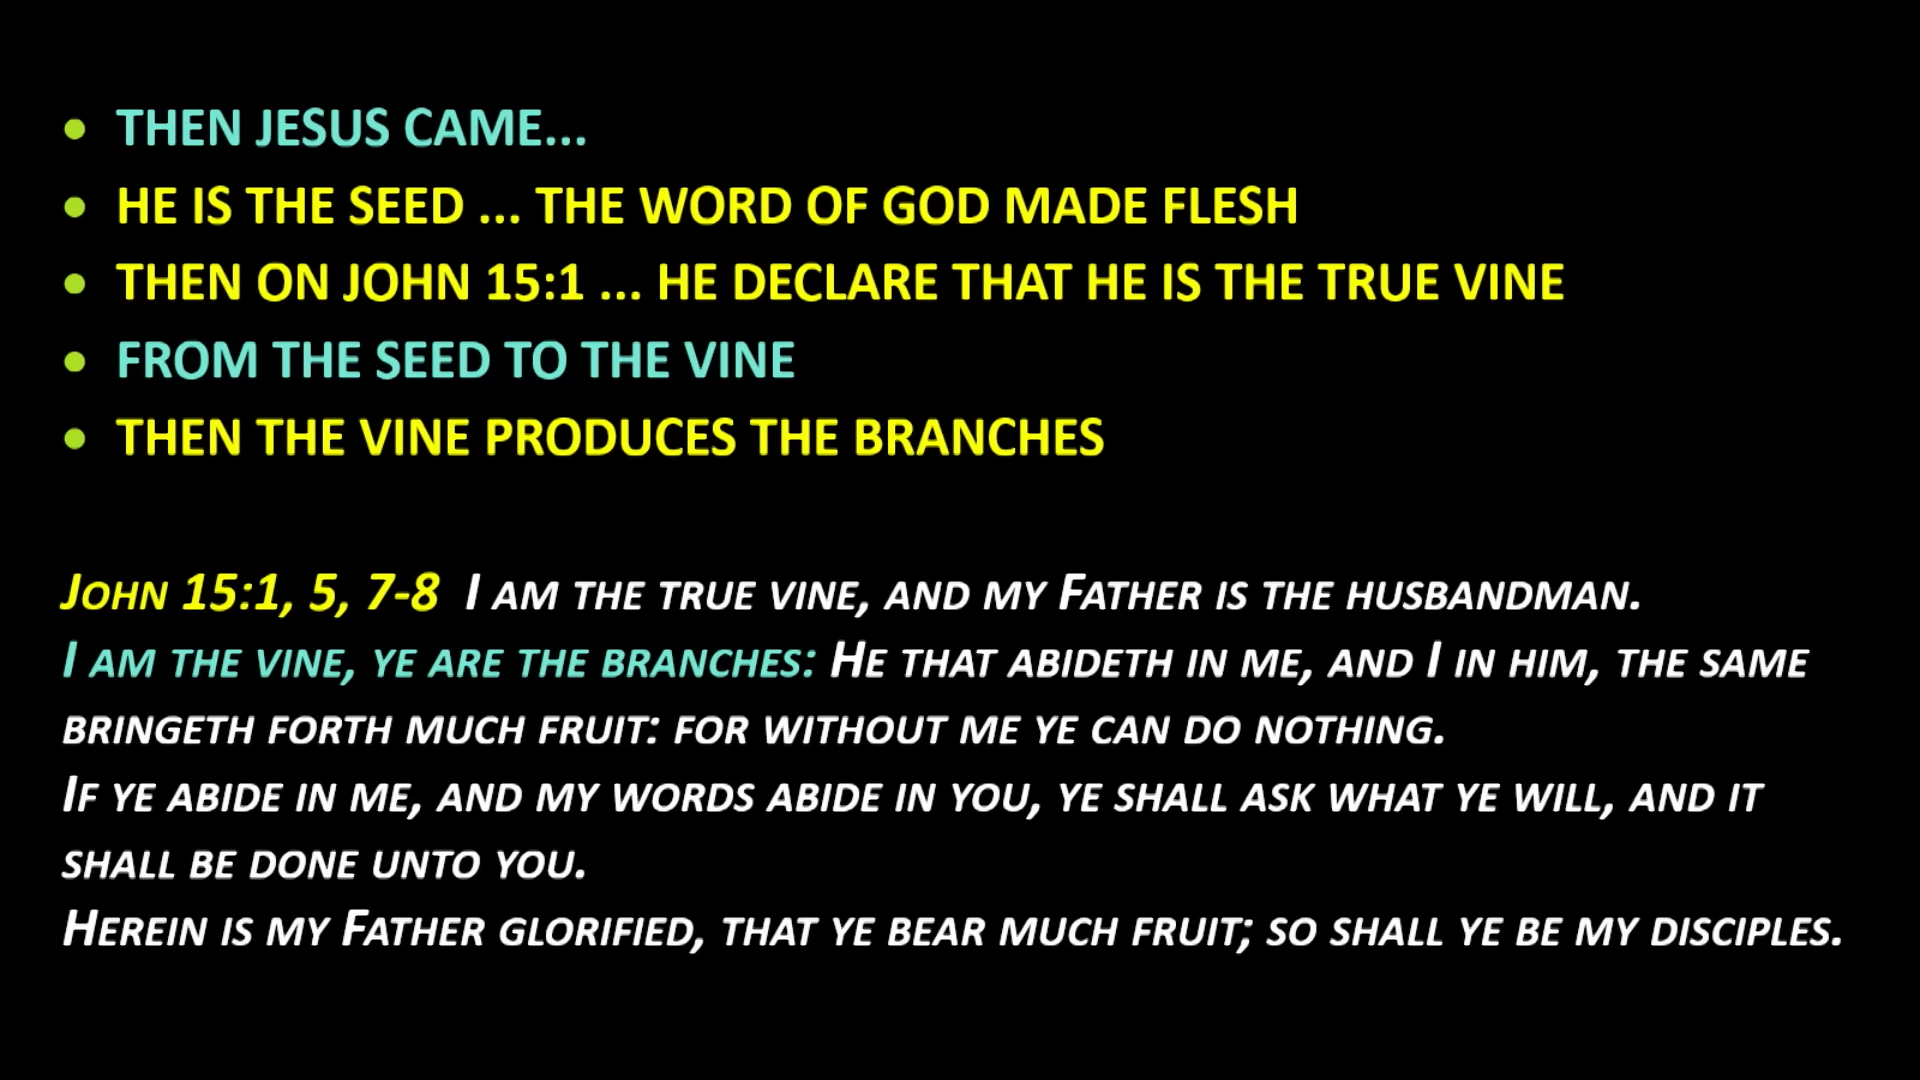 • THEN JESUS CAME...
• HE IS THE SEED ... THE WORD OF GOD MADE FLESH
• THEN ON JOHN 15:1 ... HE DECLARE THAT HE IS THE TRUE VINE
• FROM THE SEED TO THE VINE
• THEN THE VINE PRODUCES THE BRANCHES
John 15:1, 5, 7-8 I am the true vine, and my Father is the husbandman.
I am the vine, ye are the branches: He that abideth in me, and I in him, the same
bringeth forth much fruit: for without me ye can do nothing.
If ye abide in me, and my words abide in you, ye shall ask what ye will, and it
shall be done unto you.
Herein is my Father glorified, that ye bear much fruit; so shall ye be my disciples.